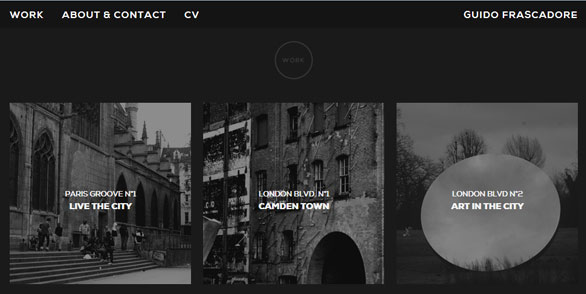 WORK ABOUT & CONTACT CV GUIDO FRASCADORE
WORK
PARIS GROOVE N°1
LIVE THE CITY
LONDON BLVD. N°1
CAMDEN TOWN
LONDON BLVD N°2
ART IN THE CITY